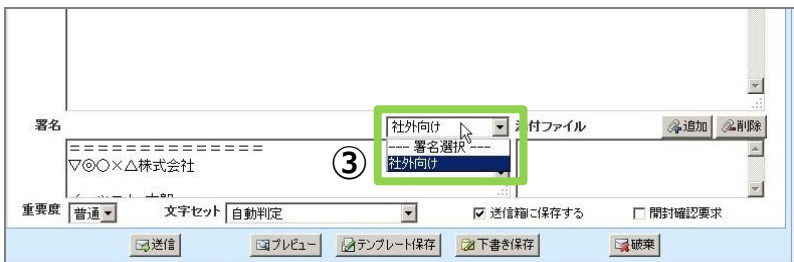 署名
社外向け
添付ファイル
追加
削除
==============
▽◎○×△株式会社
--- 署名選択 ---
社外向け
③
重要度
普通
文字セット
自動判定
送信箱に保存する
開封確認要求
送信
プレビュー
テンプレート保存
下書き保存
破棄